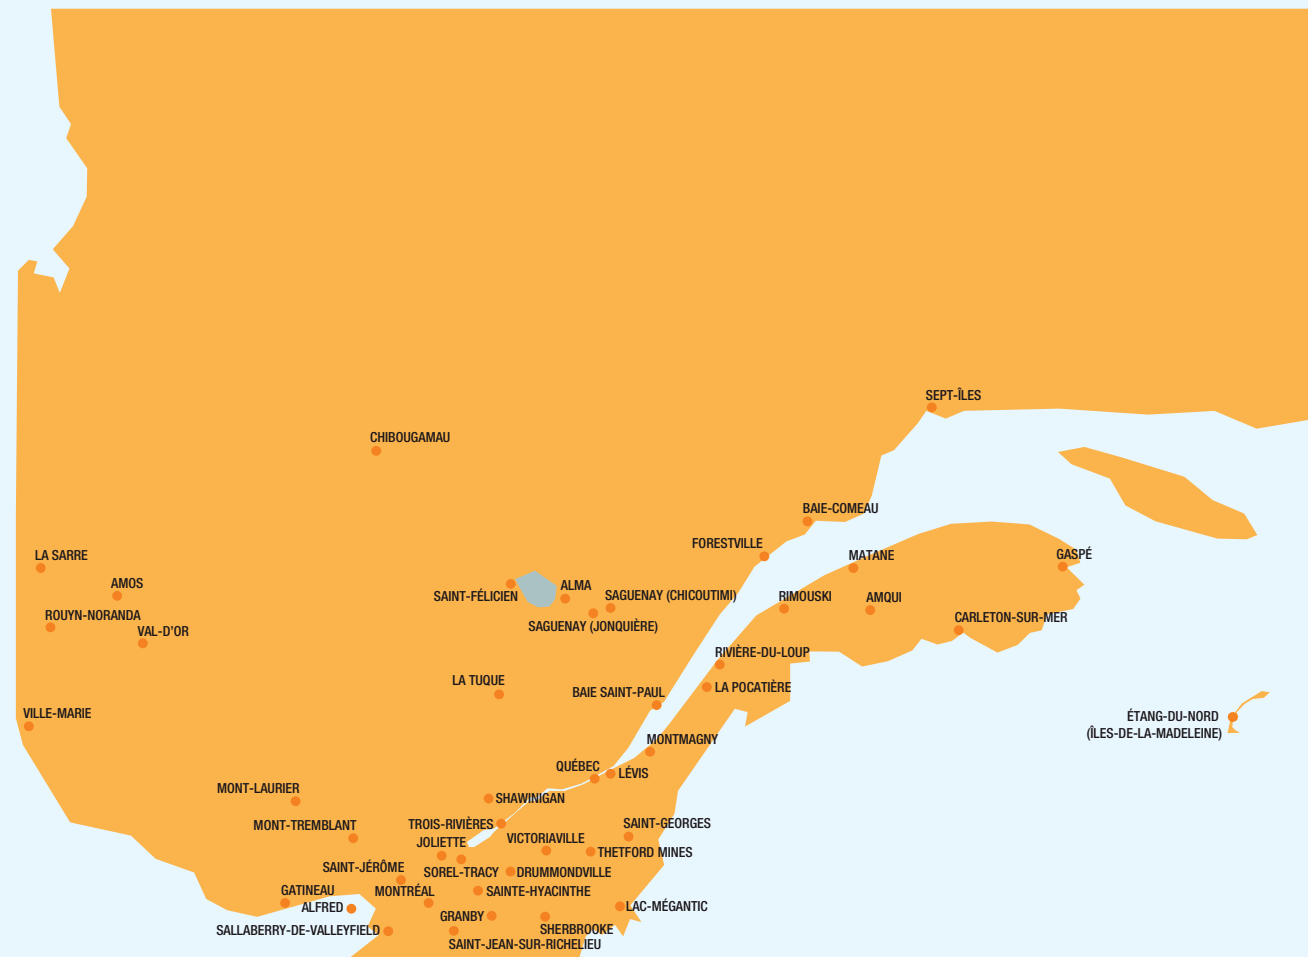 SEPT-ÎLES
CHIBOUGAMAU
BAIE-COMEAU
FORESTVILLE
LA SARRE
MATANE
GASPÉ
AMOS
SAINT-FÉLICIEN
ALMA
SAGUENAY (CHICOUTIMI)
RIMOUSKI
AMQUI
ROUYN-NORANDA
CARLETON-SUR-MER
SAGUENAY (JONQUIÈRE)
VAL-D'OR
RIVIÈRE-DU-LOUP
LA TUQUE
BAIE SAINT-PAUL
LA POCATIÈRE
VILLE-MARIE
ÉTANG-DU-NORD
(ÎLES-DE-LA-MADELEINE)
MONTMAGNY
QUÉBEC
LÉVIS
MONT-LAURIER
SHAWINIGAN
MONT-TREMBLANT
TROIS-RIVIÈRES
SAINT-GEORGES
JOLIETTE
VICTORIAVILLE
THETFORD MINES
SAINT-JÉRÔME
SOREL-TRACY
DRUMMONDVILLE
GATINEAU
MONTRÉAL
SAINTE-HYACINTHE
ALFRED
LAC-MÉGANTIC
GRANBY
SALLABERRY-DE-VALLEYFIELD
SHERBROOKE
SAINT-JEAN-SUR-RICHELIEU